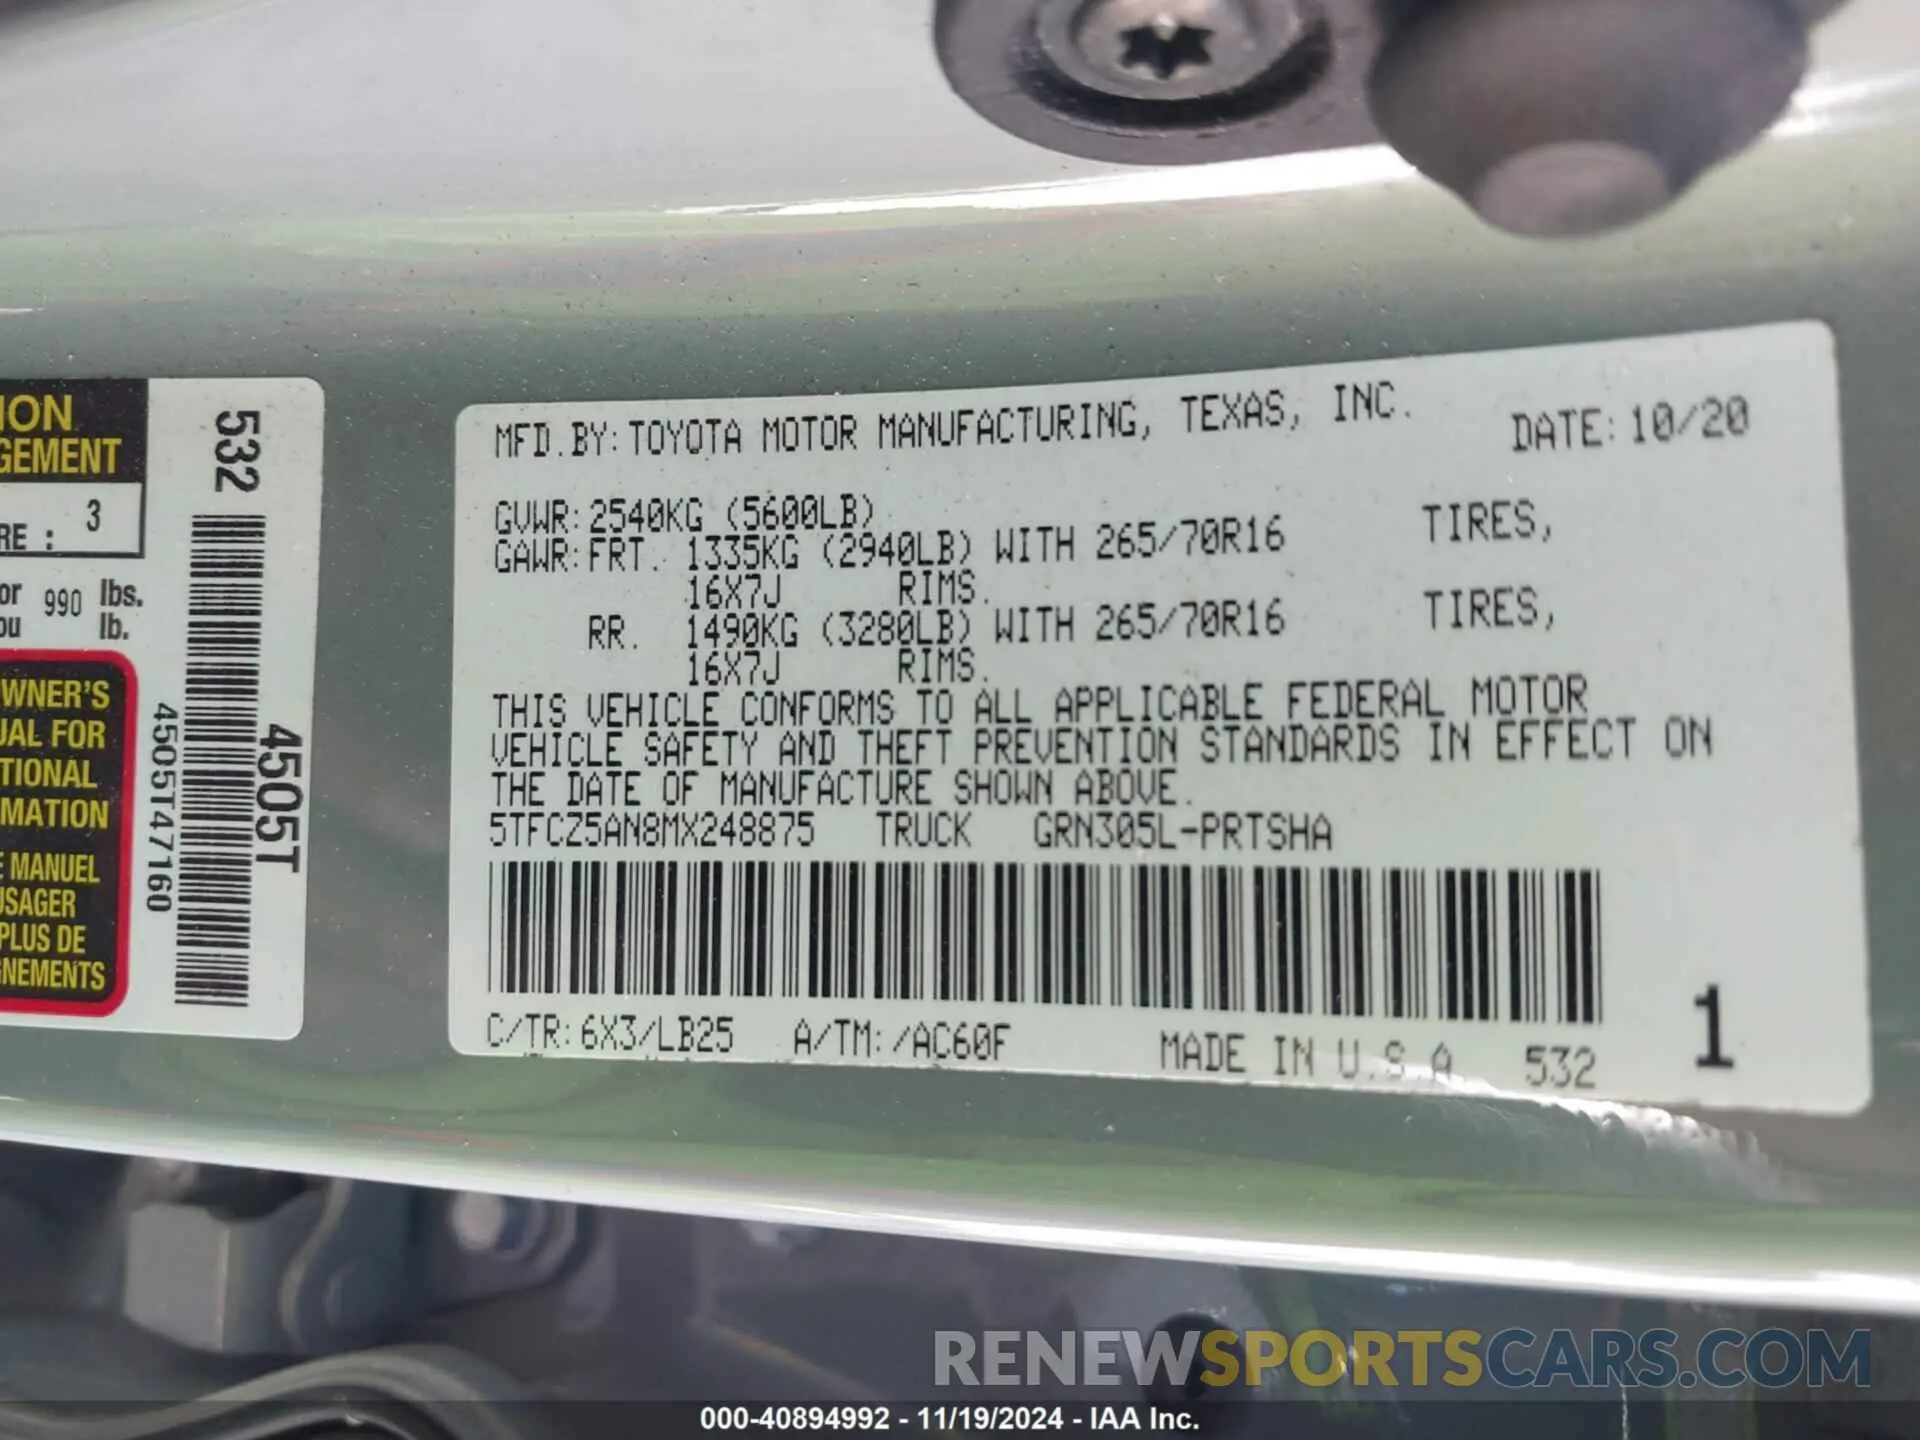 ION
GEMENT
RE : 3
or 990 lbs.
ou lb.
WNER'S
UAL FOR
TIONAL
MATION
E MANUEL
USAGER
PLUS DE
GNEMENTS
532
4505T
4505T47160
MFD.BY:TOYOTA MOTOR MANUFACTURING, TEXAS, INC. DATE:10/20
GVWR:2540KG (5600LB)
GAWR:FRT. 1335KG (2940LB) WITH 265/70R16 TIRES,
16X7J RIMS.
RR. 1490KG (3280LB) WITH 265/70R16 TIRES,
16X7J RIMS.
THIS VEHICLE CONFORMS TO ALL APPLICABLE FEDERAL MOTOR
VEHICLE SAFETY AND THEFT PREVENTION STANDARDS IN EFFECT ON
THE DATE OF MANUFACTURE SHOWN ABOVE.
5TFCZ5AN8MX248875 TRUCK GRN305L-PRTSHA
C/TR:6X3/LB25 A/TM:/AC60F MADE IN U.S.A 532 1
RENEWSPORTSCARS.COM
000-40894992 - 11/19/2024 - IAA Inc.